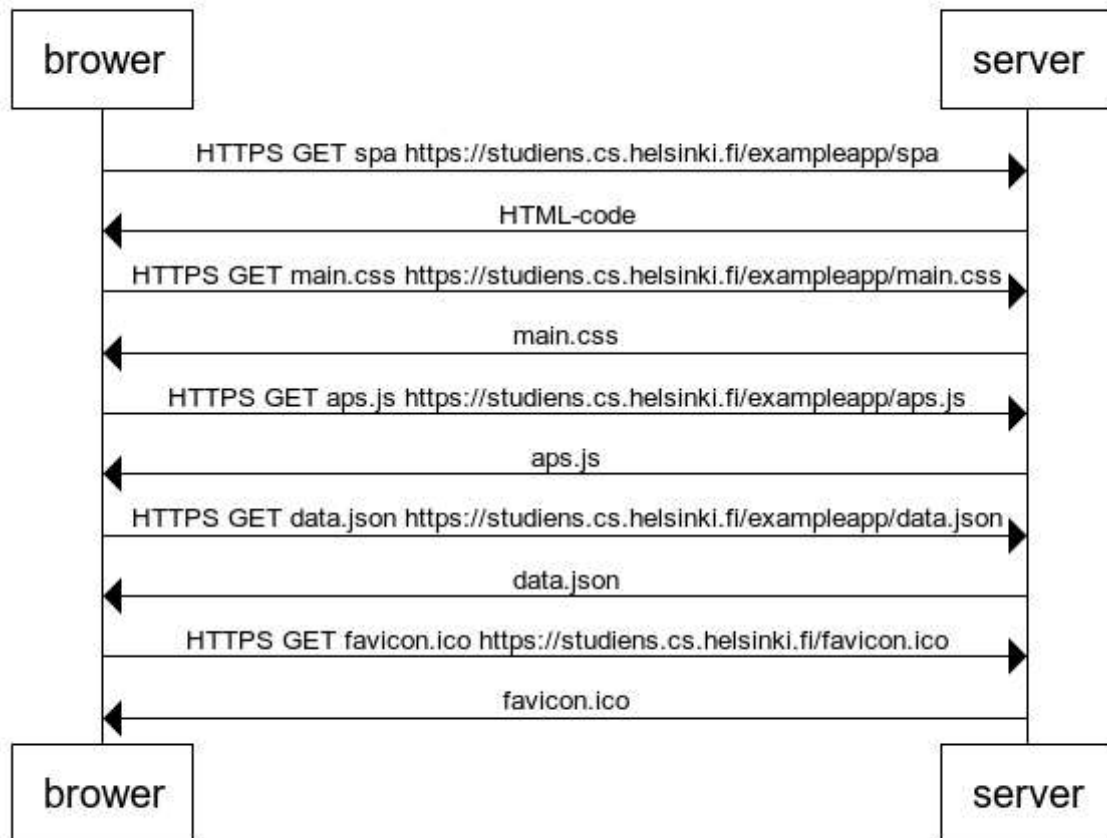 brower
server
HTTPS GET spa https://studiens.cs.helsinki.fi/exampleapp/spa
HTML-code
HTTPS GET main.css https://studiens.cs.helsinki.fi/exampleapp/main.css
main.css
HTTPS GET aps.js https://studiens.cs.helsinki.fi/exampleapp/aps.js
aps.js
HTTPS GET data.json https://studiens.cs.helsinki.fi/exampleapp/data.json
data.json
HTTPS GET favicon.ico https://studiens.cs.helsinki.fi/favicon.ico
favicon.ico
brower
server